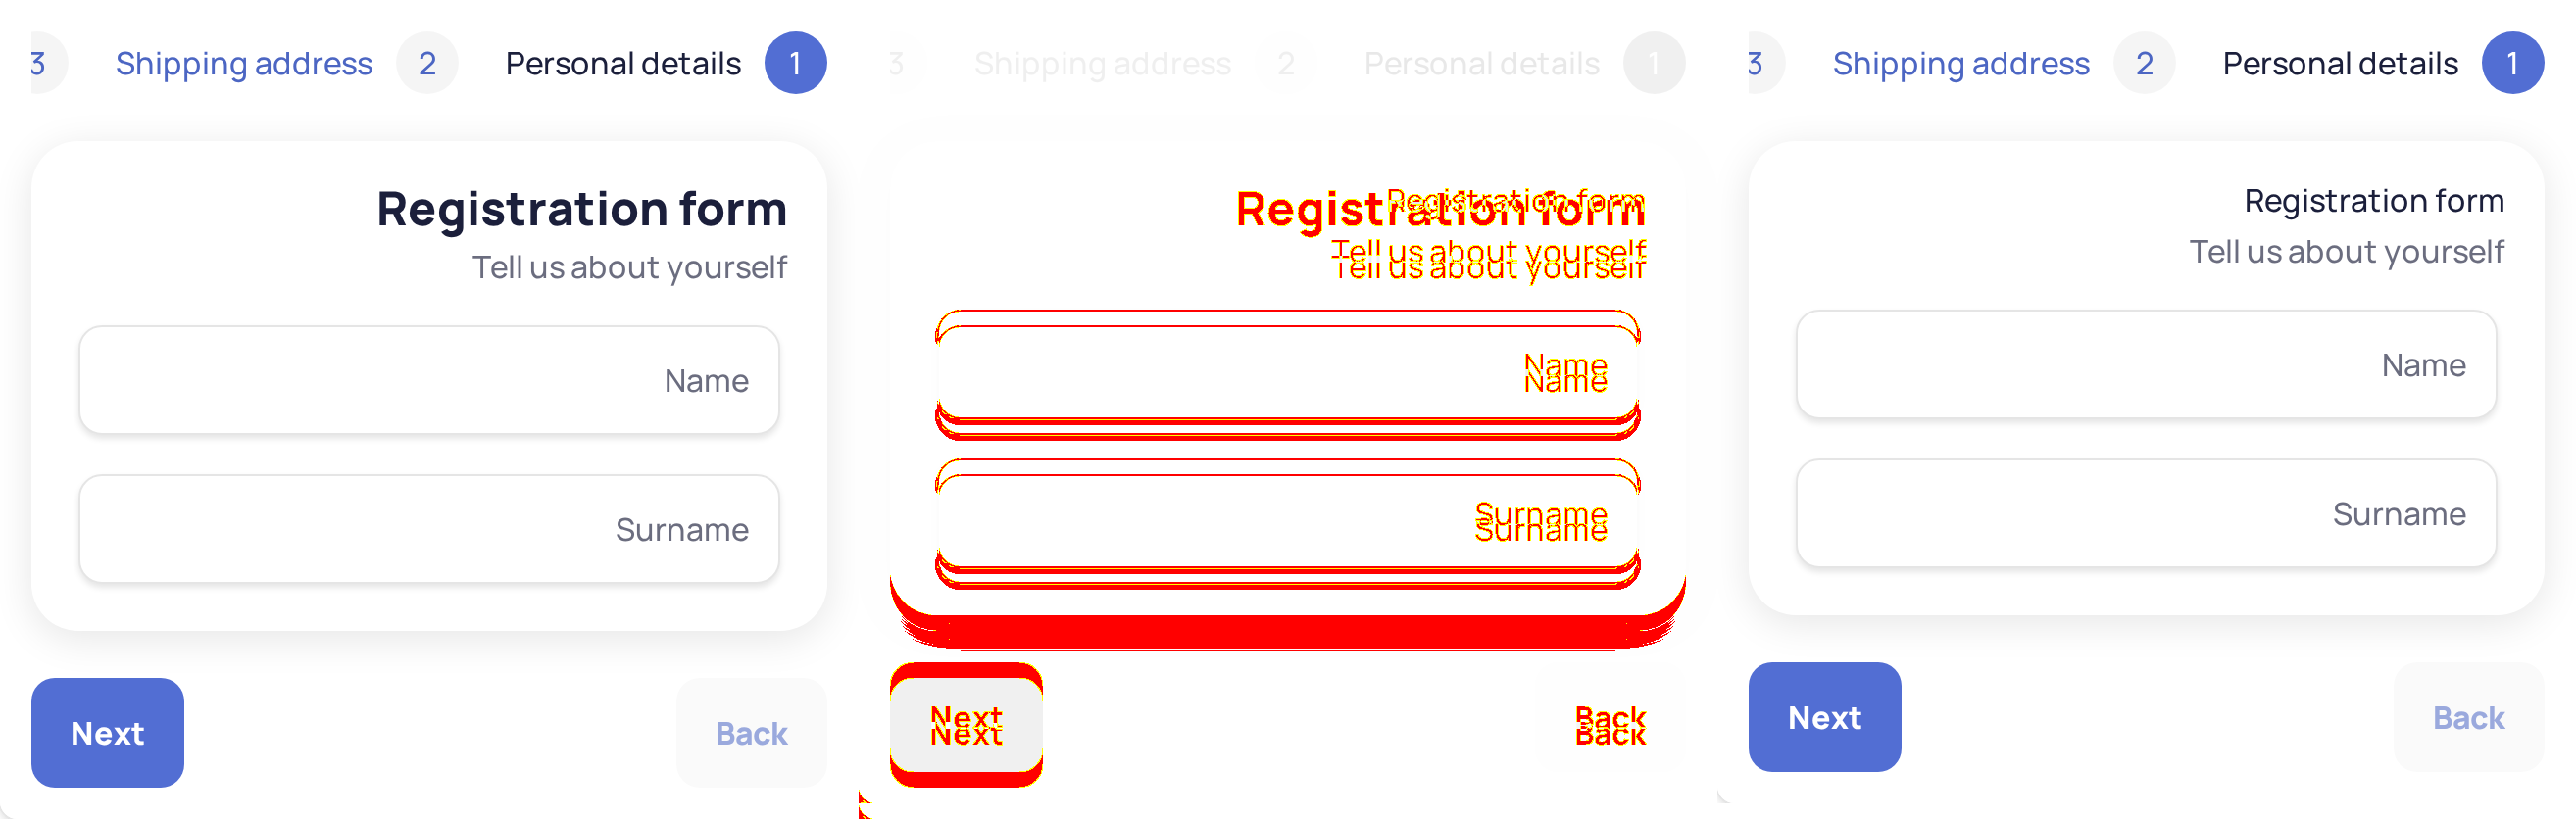 3 Shipping address 2 Personal details 1
Registration form
Tell us about yourself
Name
Surname
Next Back
3 Shipping address 2 Personal details 1
Registration form
Registration form
Tell us about yourself
Tell us about yourself
Name
Name
Surname
Surname
Next Back
Next Back
3 Shipping address 2 Personal details 1
Registration form
Tell us about yourself
Name
Surname
Next Back